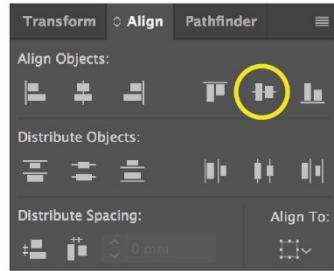 Transform Align Pathfinder
Align Objects:
Distribute Objects:
Distribute Spacing: Align To:
0 mm